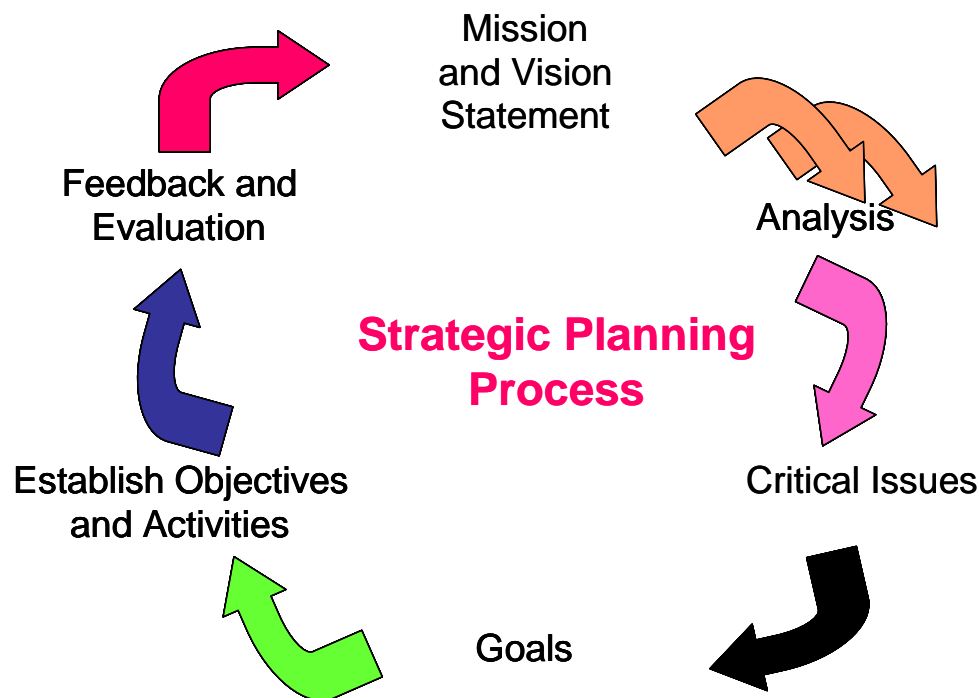 Mission
and Vision
Statement
Analysis
Critical Issues
Goals
Establish Objectives
and Activities
Feedback and
Evaluation
Strategic Planning
Process